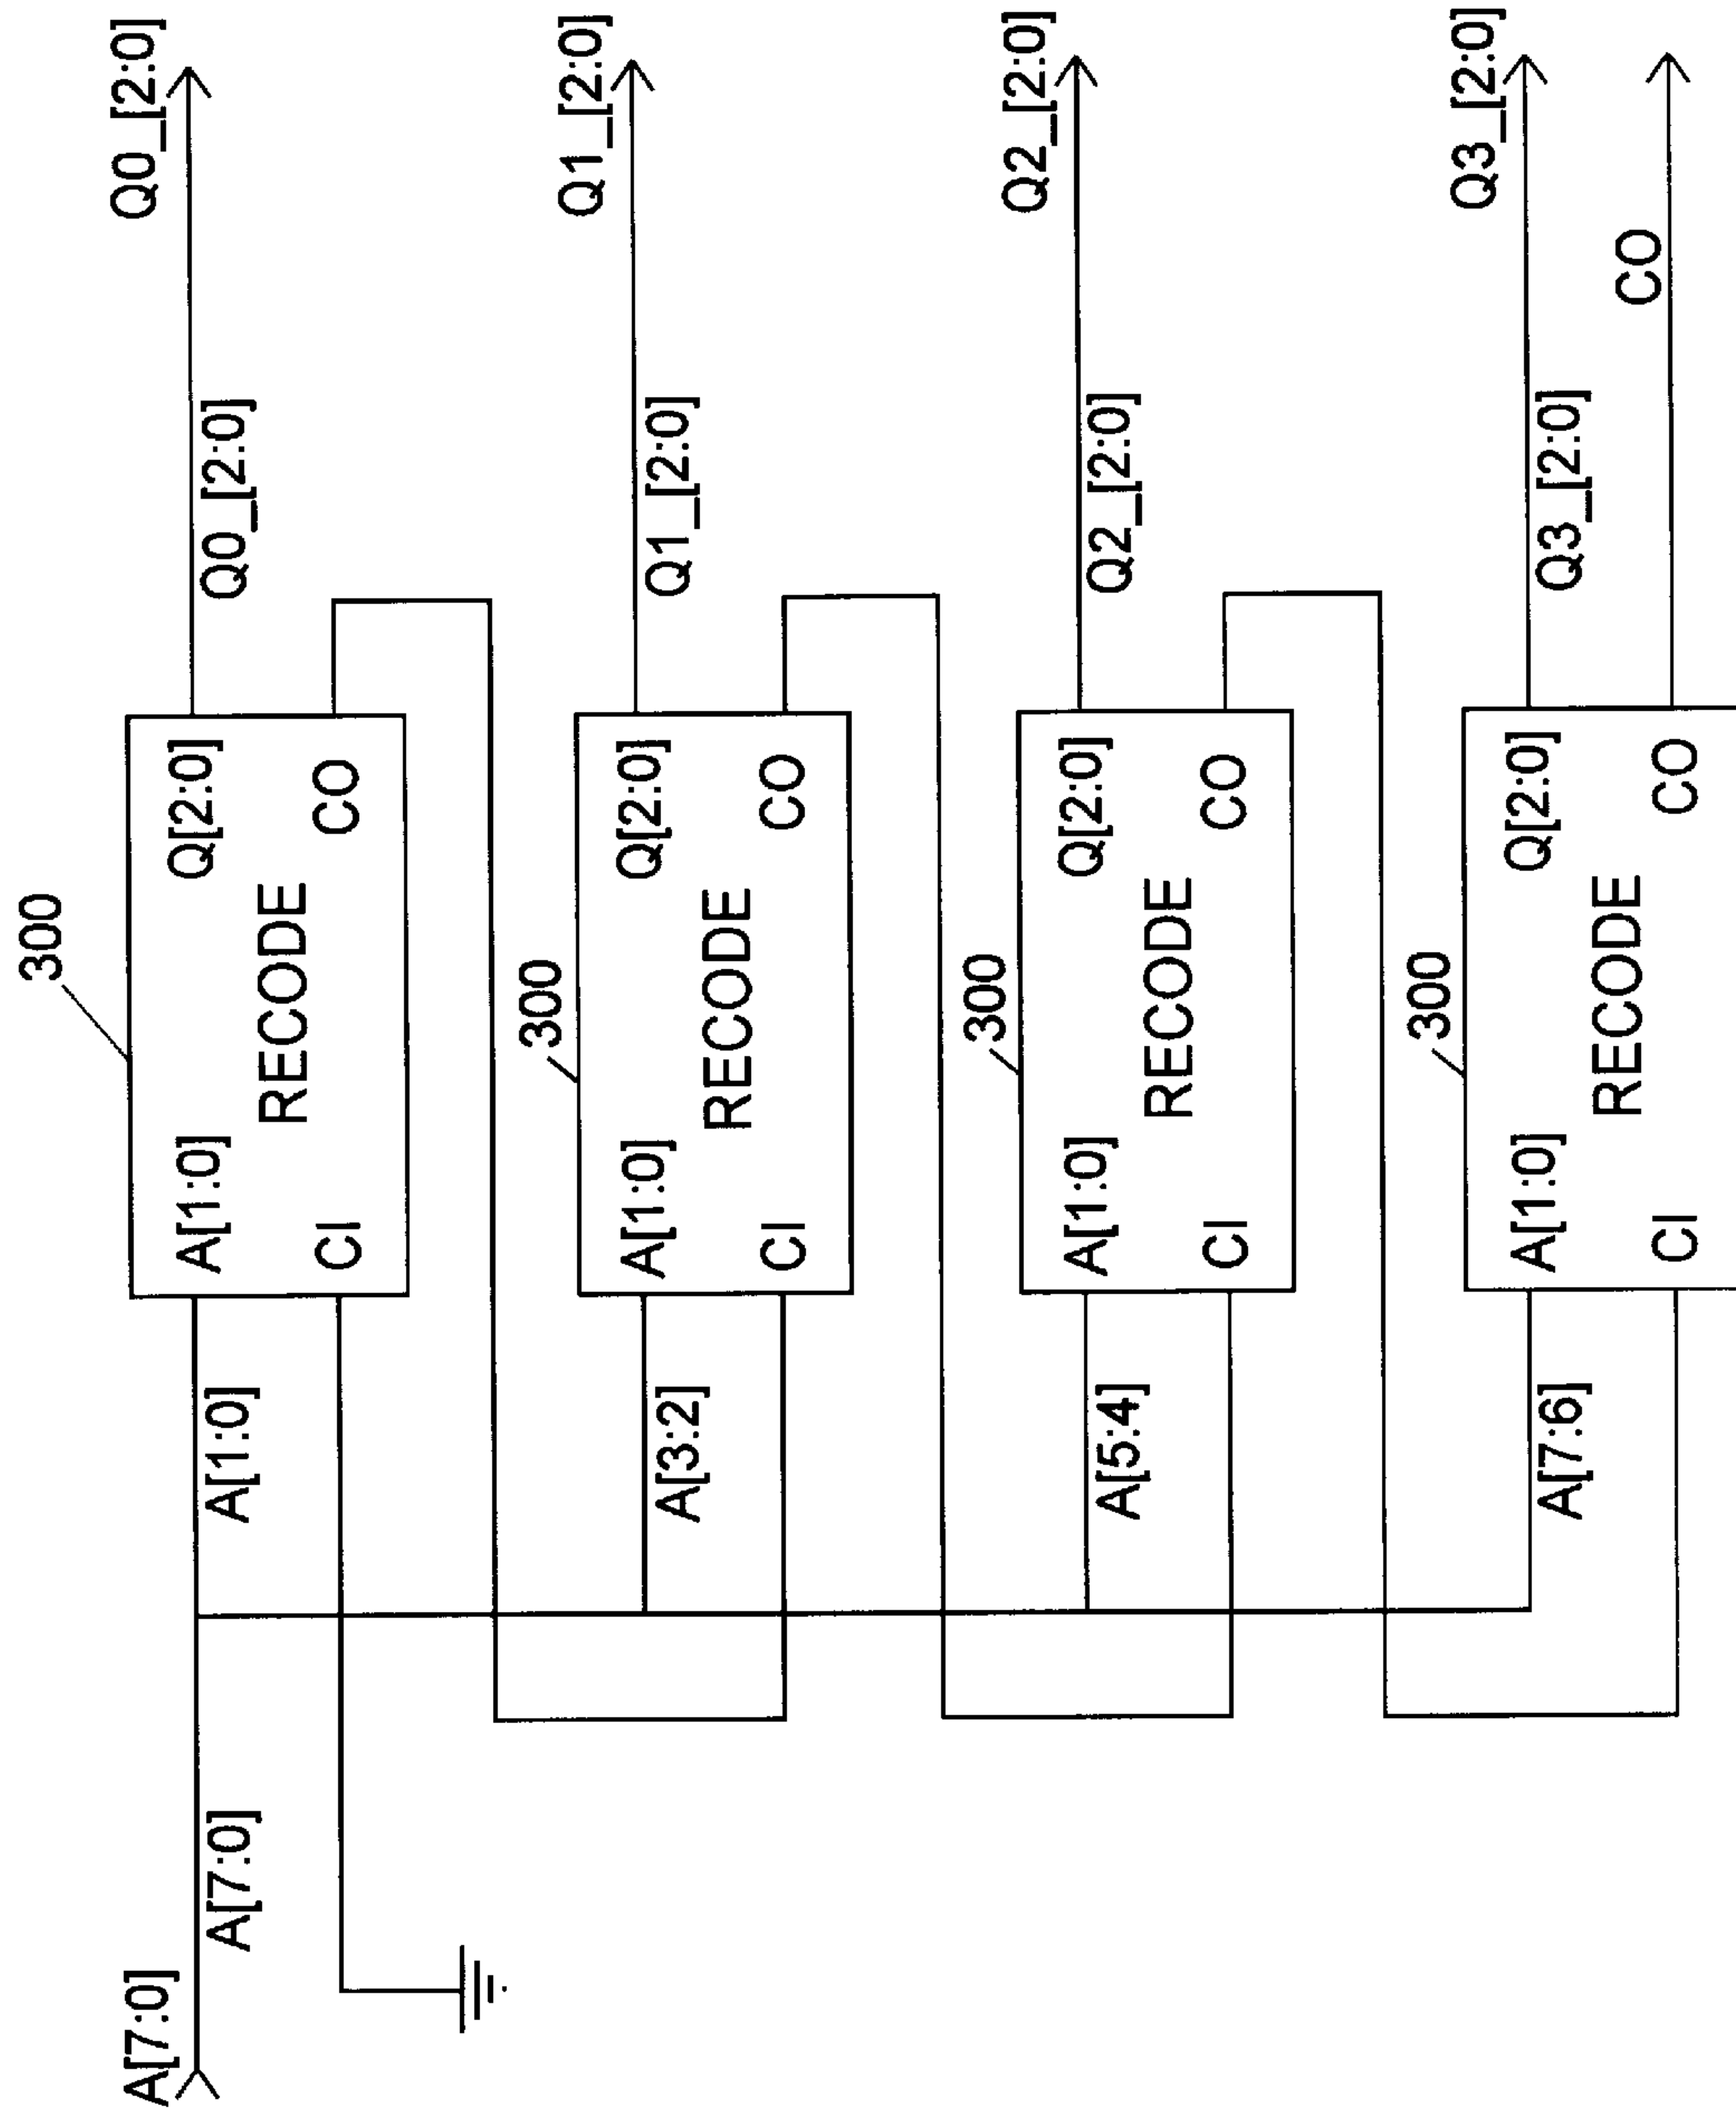 A[7:0]
A[7:0]
A[1:0]
300
A[1:0]
Q[2:0]
RECODE
CI
CO
Q0_[2:0]
Q0_[2:0]
A[3:2]
300
A[1:0]
Q[2:0]
RECODE
CI
CO
Q1_[2:0]
Q1_[2:0]
A[5:4]
300
A[1:0]
Q[2:0]
RECODE
CI
CO
Q2_[2:0]
Q2_[2:0]
A[7:6]
300
A[1:0]
Q[2:0]
RECODE
CI
CO
Q3_[2:0]
Q3_[2:0]
CO